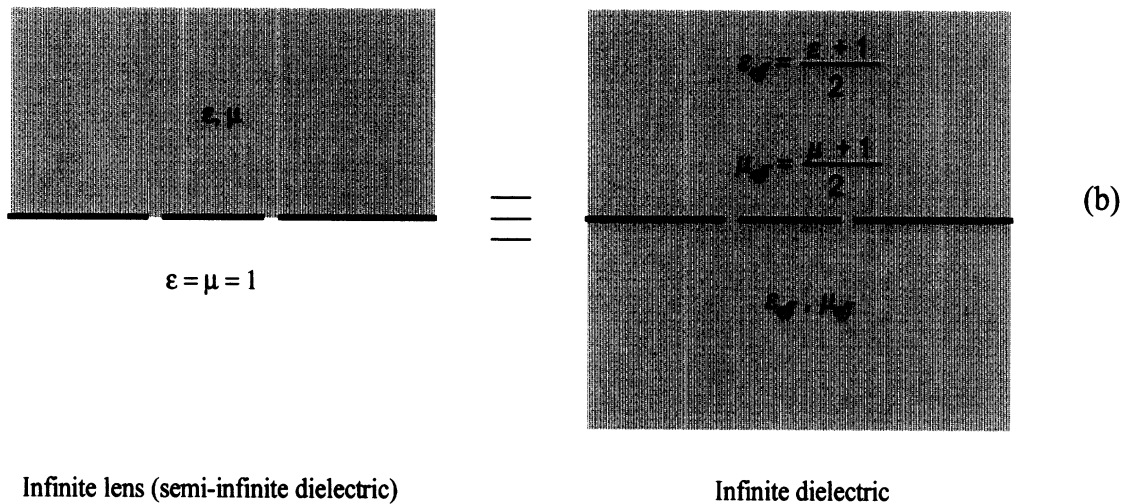 ε, μ
ε = μ = 1
Infinite lens (semi-infinite dielectric)
≡
ε_eff = (ε + 1) / 2
μ_eff = (μ + 1) / 2
ε_eff , μ_eff
Infinite dielectric
(b)